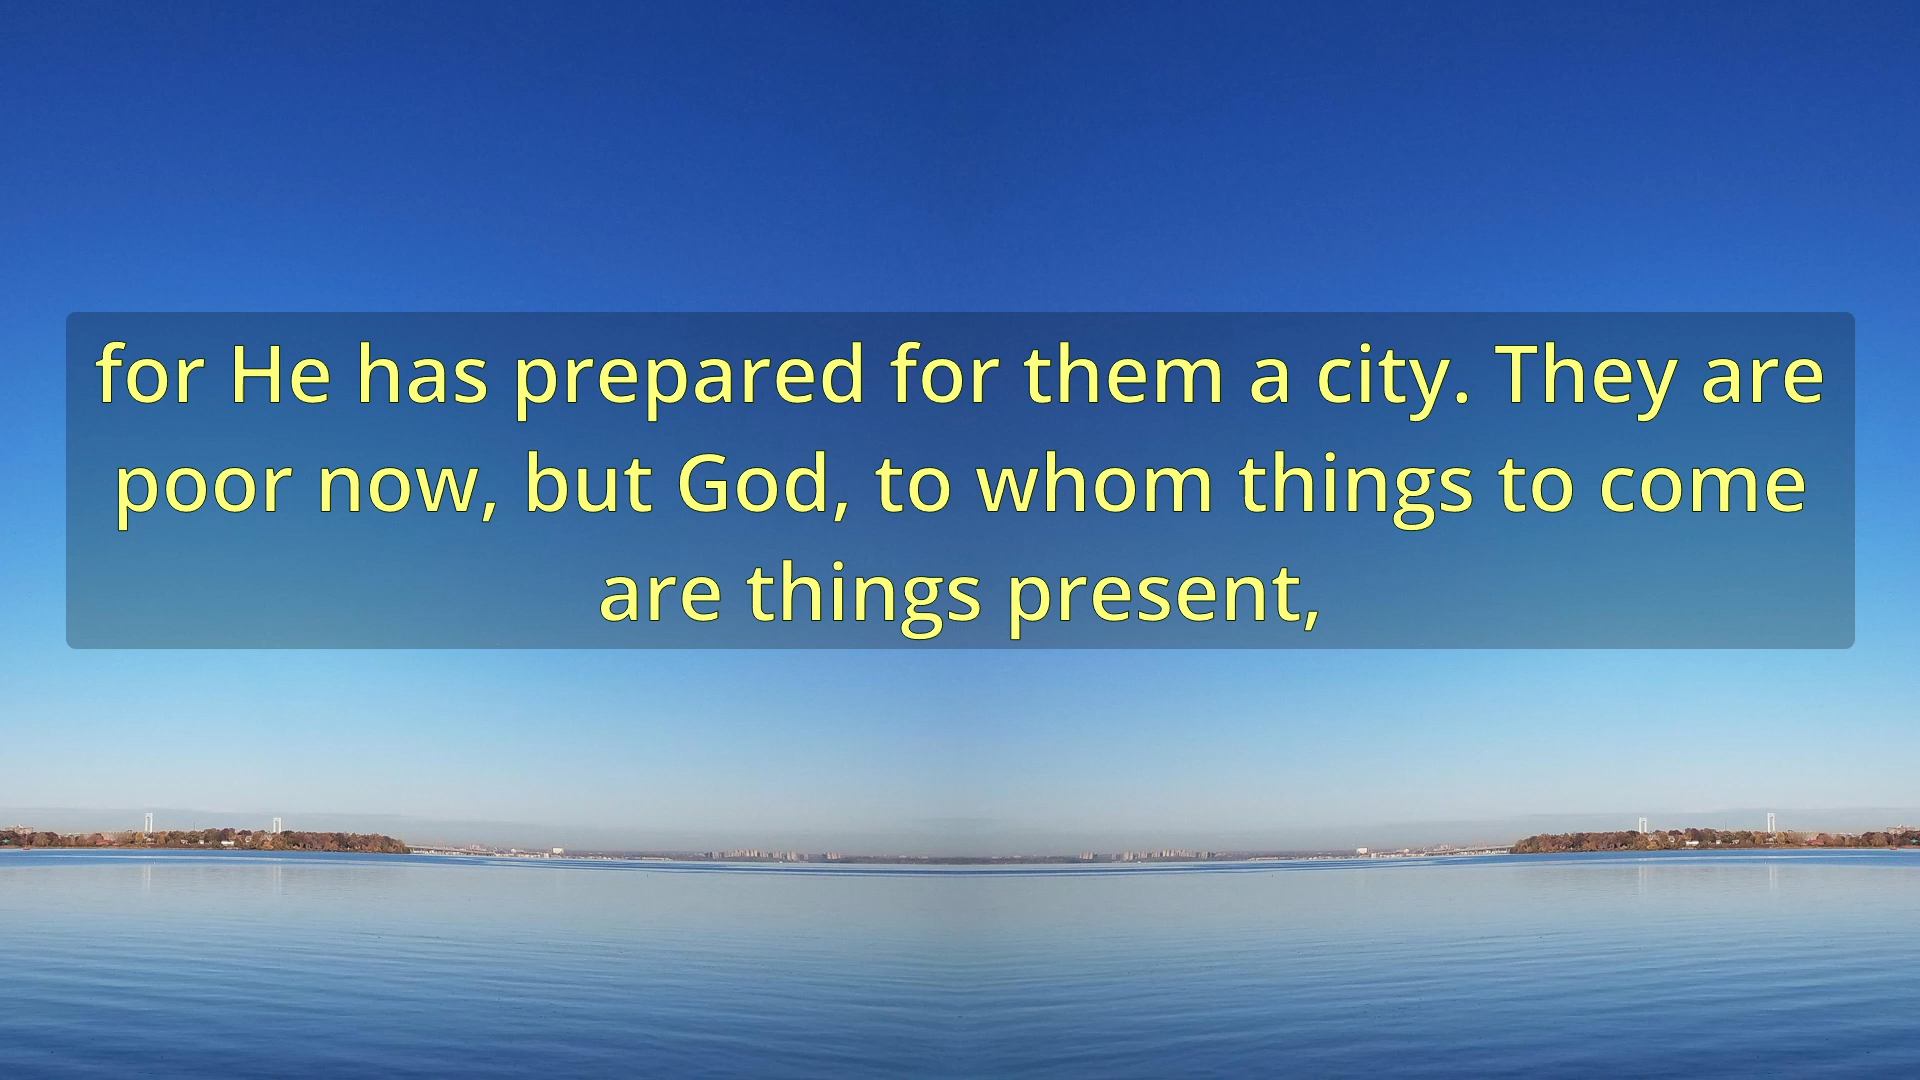 for He has prepared for them a city. They are
poor now, but God, to whom things to come
are things present,